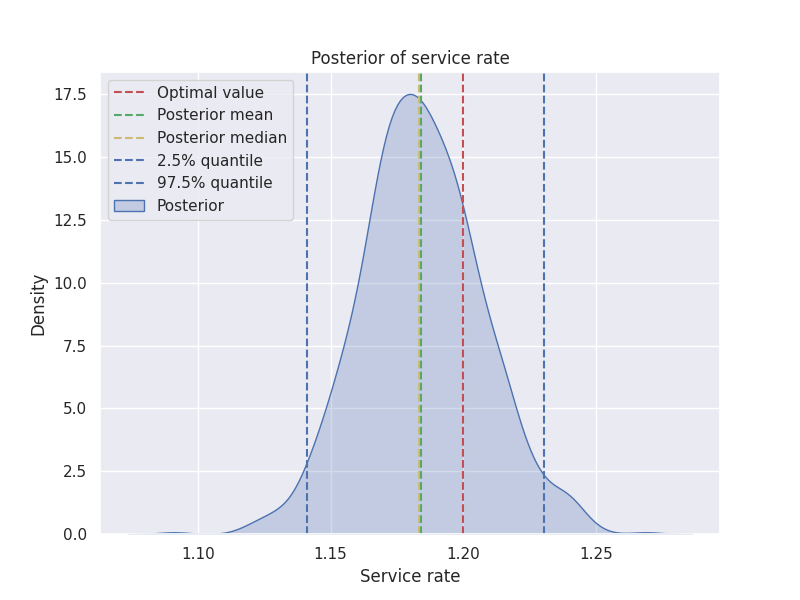 Posterior of service rate
17.5
15.0
12.5
10.0
7.5
5.0
2.5
0.0
Density
Optimal value
Posterior mean
Posterior median
2.5% quantile
97.5% quantile
Posterior
1.10 1.15 1.20 1.25
Service rate